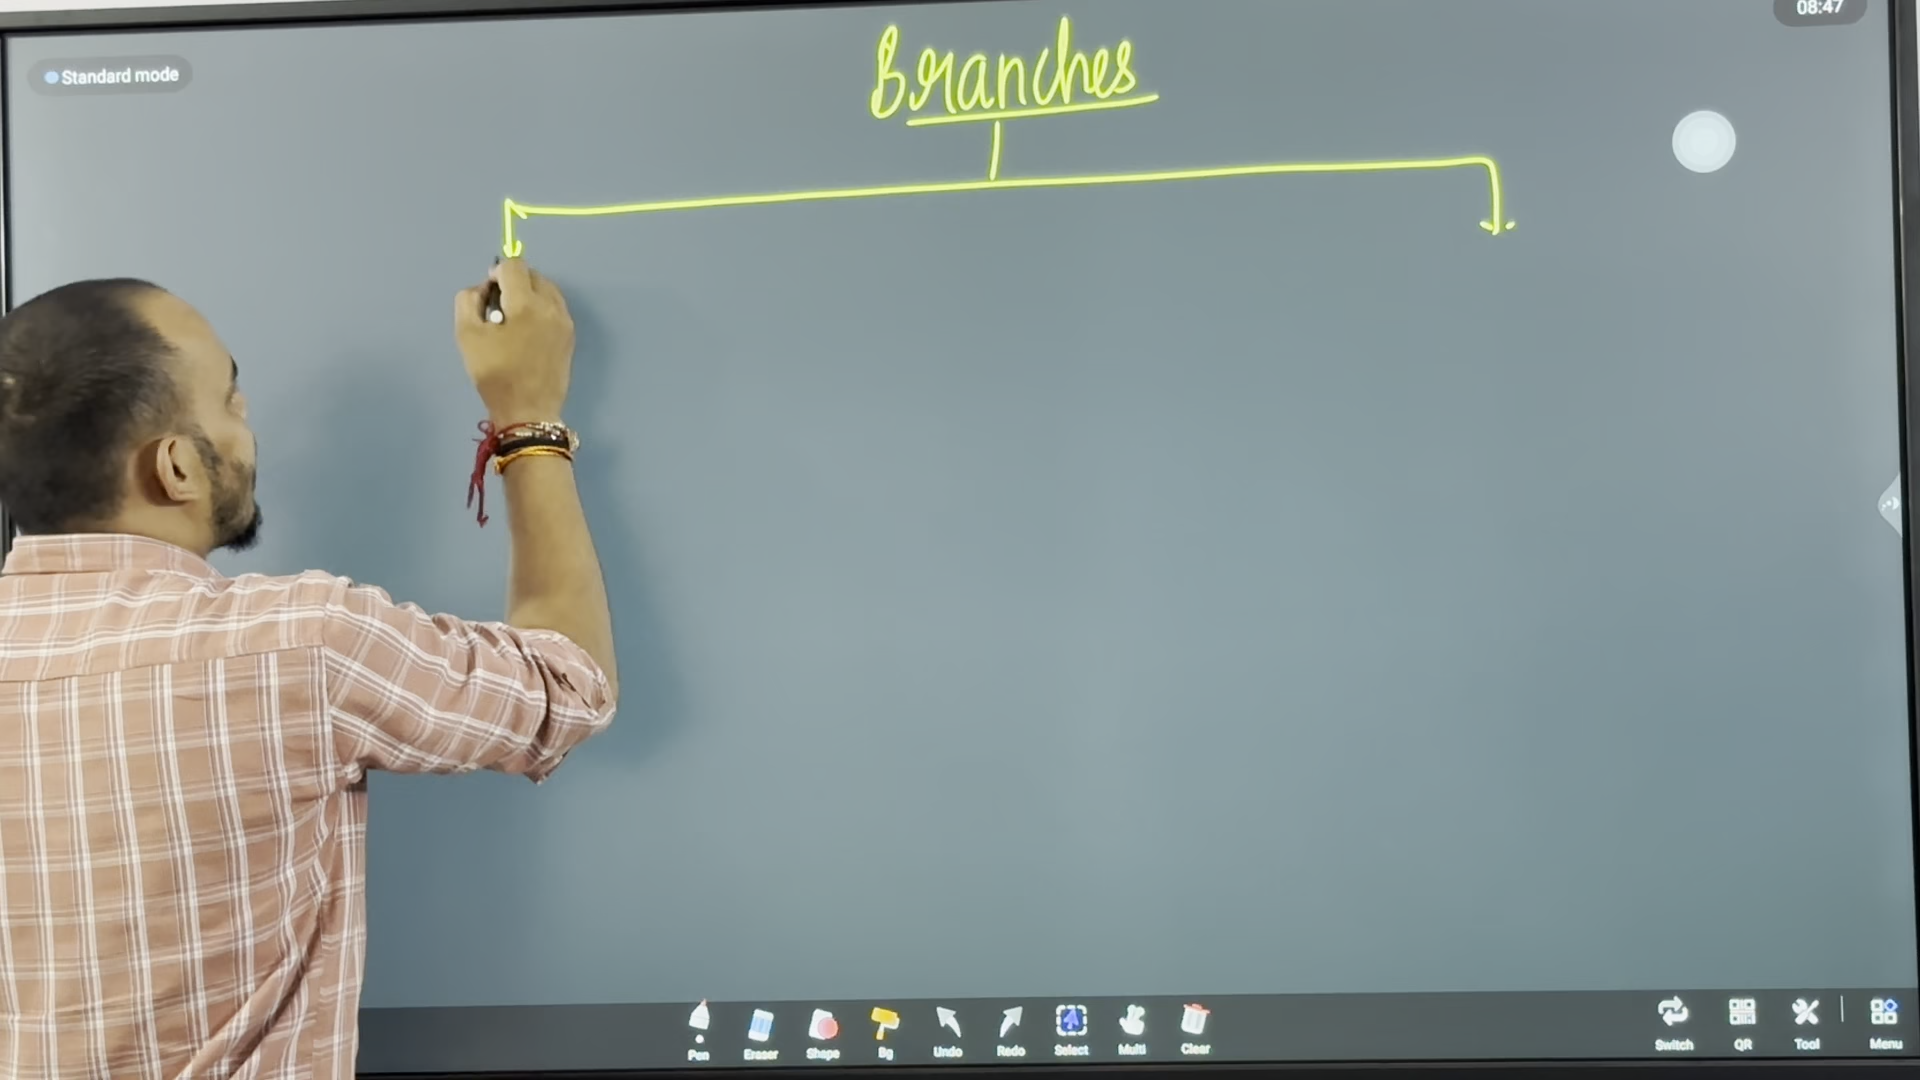 08:47
Standard mode
Branches
Pen Eraser Shape Bg Undo Redo Select Multi Clear Switch QR Tool Menu